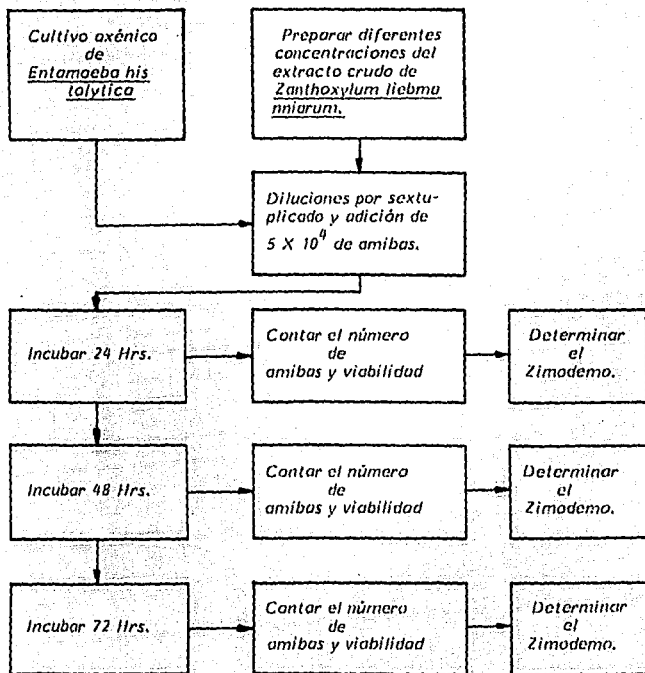 Cultivo axénico
de
Entamoeba his
tolytica
Preparar diferentes
concentraciones del
extracto crudo de
Zanthoxylum liebma
nniarum.
Diluciones por sextu-
plicado y adición de
5 X 10⁴ de amibas.
Incubar 24 Hrs.
Contar el número
de
amibas y viabilidad
Determinar
el
Zimodemo.
Incubar 48 Hrs.
Contar el número
de
amibas y viabilidad
Determinar
el
Zimodemo.
Incubar 72 Hrs.
Contar el número
de
amibas y viabilidad
Determinar
el
Zimodemo.